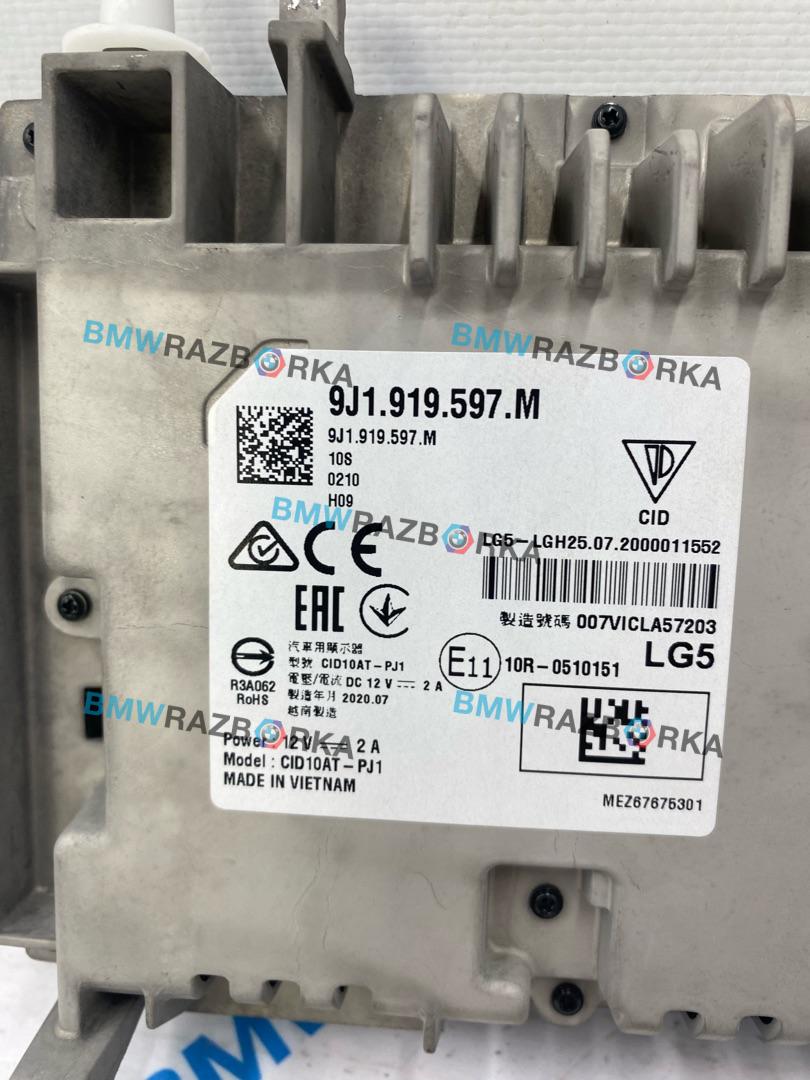 BMWRAZBORKA
BMWRAZBORKA
BMWRAZBORKA
9J1.919.597.M
9J1.919.597.M
10S
0210
H09
CID
BMWRAZBORKA
LG5-LGH25.07.2000011552
CE
EAC
製造號碼 007VICLA57203
LG5
E11 10R-0510151
R3A062
RoHS
汽車用顯示器
型號 CID10AT-PJ1
電壓/電流 DC 12 V 2 A
製造年月 2020.07
越南製造
BMWRAZBORKA
BMWRAZBORKA
Power 12 V 2 A
Model : CID10AT-PJ1
MADE IN VIETNAM
MEZ67675301